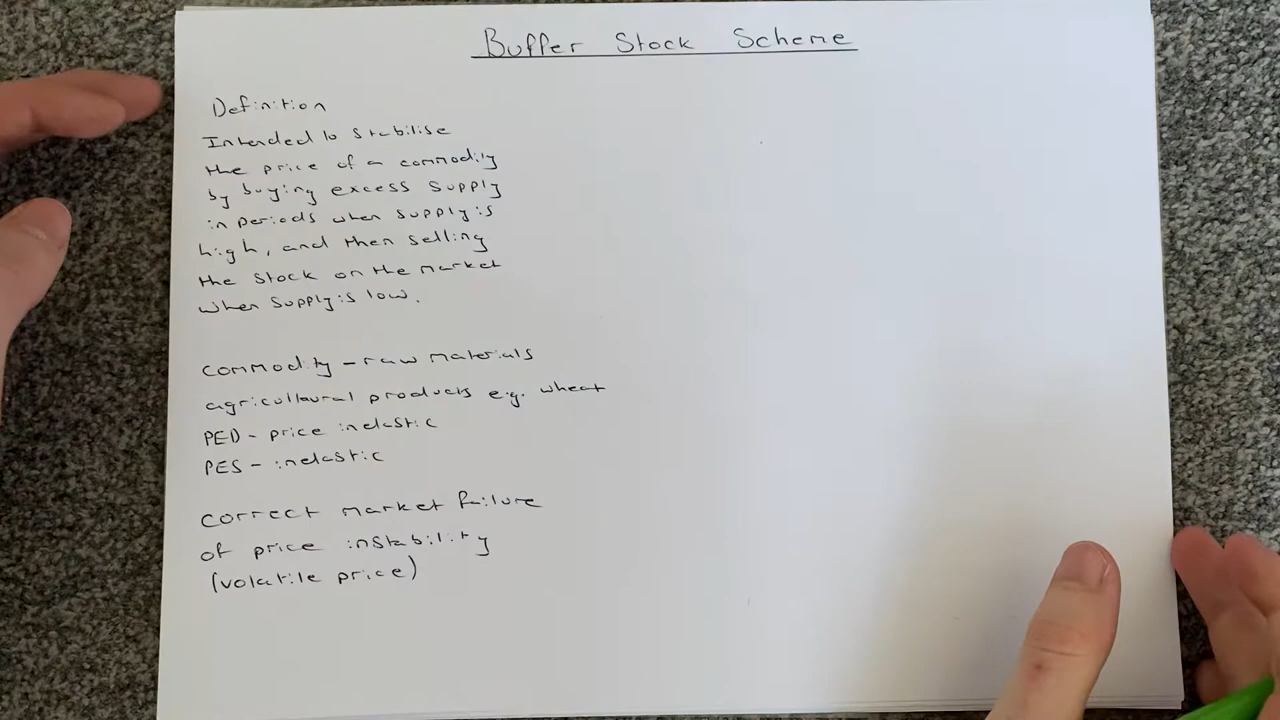 Buffer Stock Scheme
Definition
Intended to stabilise
the price of a commodity
by buying excess supply
in periods when supply is
high, and then selling
the stock on the market
when supply is low.
commodity - raw materials
agricultaural products e.g. wheat
PED - price inelastic
PES - inelastic
correct market failure
of price instability
(volatile price)